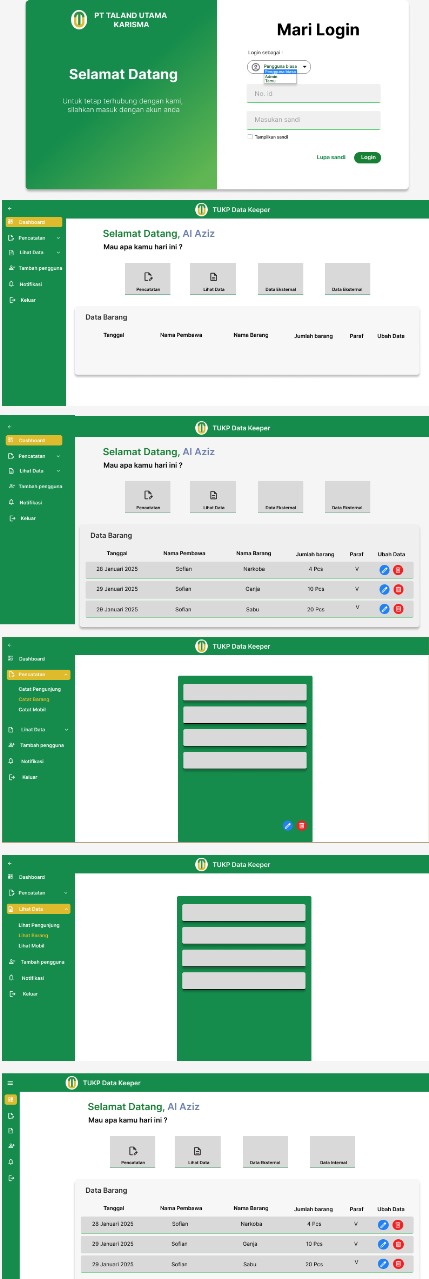 PT TALAND UTAMA
KARISMA
Selamat Datang
Untuk tetap terhubung dengan kami,
silahkan masuk dengan akun anda
Mari Login
Login sebagai :
Pengguna biasa
Pengguna biasa
Admin
Tamu
No. id
Masukan sandi
Tampilkan sandi
Lupa sandi
Login
TUKP Data Keeper
Dashboard
Pencatatan
Lihat Data
Tambah pengguna
Notifikasi
Keluar
Selamat Datang, Al Aziz
Mau apa kamu hari ini ?
Pencatatan Lihat Data Data Eksternal Data Eksternal
Data Barang
Tanggal Nama Pembawa Nama Barang Jumlah barang Paraf Ubah Data
TUKP Data Keeper
Dashboard
Pencatatan
Lihat Data
Tambah pengguna
Notifikasi
Keluar
Selamat Datang, Al Aziz
Mau apa kamu hari ini ?
Pencatatan Lihat Data Data Eksternal Data Eksternal
Data Barang
Tanggal Nama Pembawa Nama Barang Jumlah barang Paraf Ubah Data
28 Januari 2025 Sofian Narkoba 4 Pcs V
29 Januari 2025 Sofian Ganja 10 Pcs V
29 Januari 2025 Sofian Sabu 20 Pcs V
TUKP Data Keeper
Dashboard
Pencatatan
Catat Pengunjung
Catat Barang
Catat Mobil
Lihat Data
Tambah pengguna
Notifikasi
Keluar
TUKP Data Keeper
Dashboard
Pencatatan
Lihat Data
Lihat Pengunjung
Lihat Barang
Lihat Mobil
Tambah pengguna
Notifikasi
Keluar
TUKP Data Keeper
Selamat Datang, Al Aziz
Mau apa kamu hari ini ?
Pencatatan Lihat Data Data Eksternal Data Internal
Data Barang
Tanggal Nama Pembawa Nama Barang Jumlah barang Paraf Ubah Data
28 Januari 2025 Sofian Narkoba 4 Pcs V
29 Januari 2025 Sofian Ganja 10 Pcs V
29 Januari 2025 Sofian Sabu 20 Pcs V